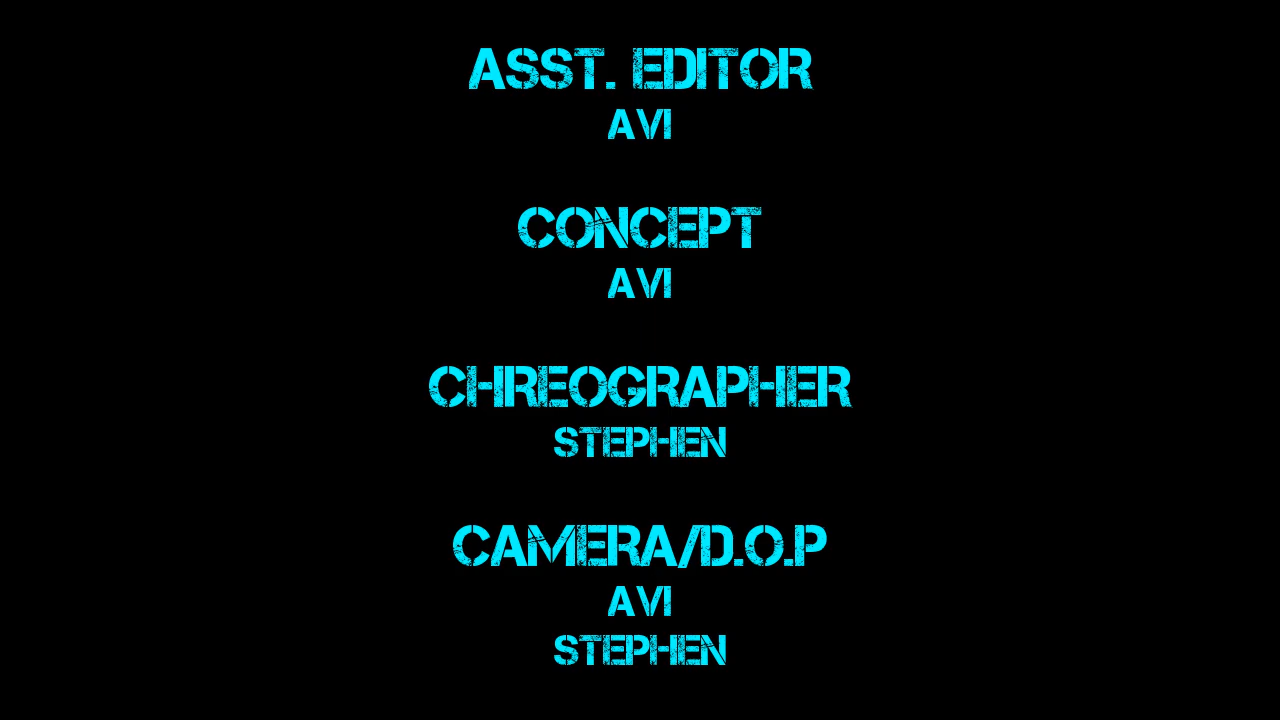 ASST. EDITOR
AVI
CONCEPT
AVI
CHREOGRAPHER
STEPHEN
CAMERA/D.O.P
AVI
STEPHEN